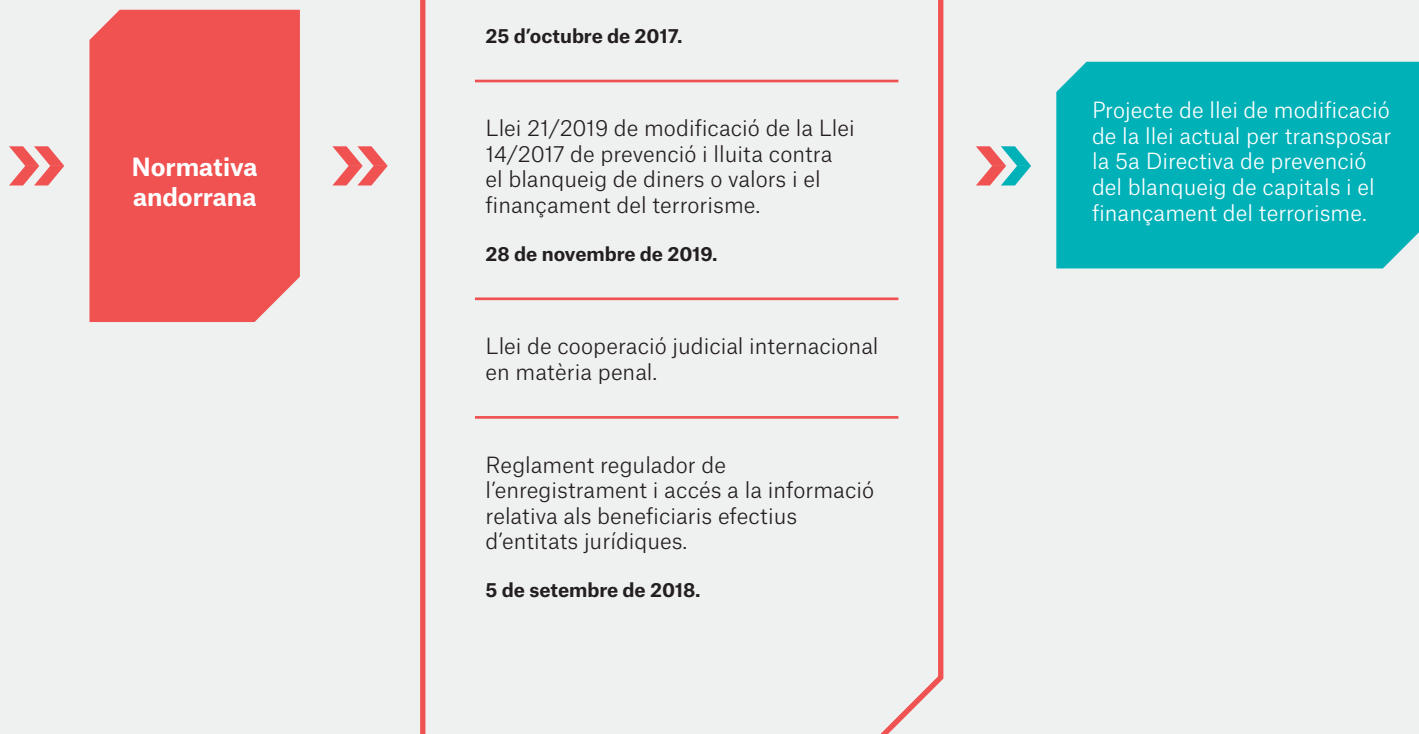 Normativa
andorrana
25 d’octubre de 2017.
Llei 21/2019 de modificació de la Llei
14/2017 de prevenció i lluita contra
el blanqueig de diners o valors i el
finançament del terrorisme.
28 de novembre de 2019.
Llei de cooperació judicial internacional
en matèria penal.
Reglament regulador de
l’enregistrament i accés a la informació
relativa als beneficiaris efectius
d’entitats jurídiques.
5 de setembre de 2018.
Projecte de llei de modificació
de la llei actual per transposar
la 5a Directiva de prevenció
del blanqueig de capitals i el
finançament del terrorisme.